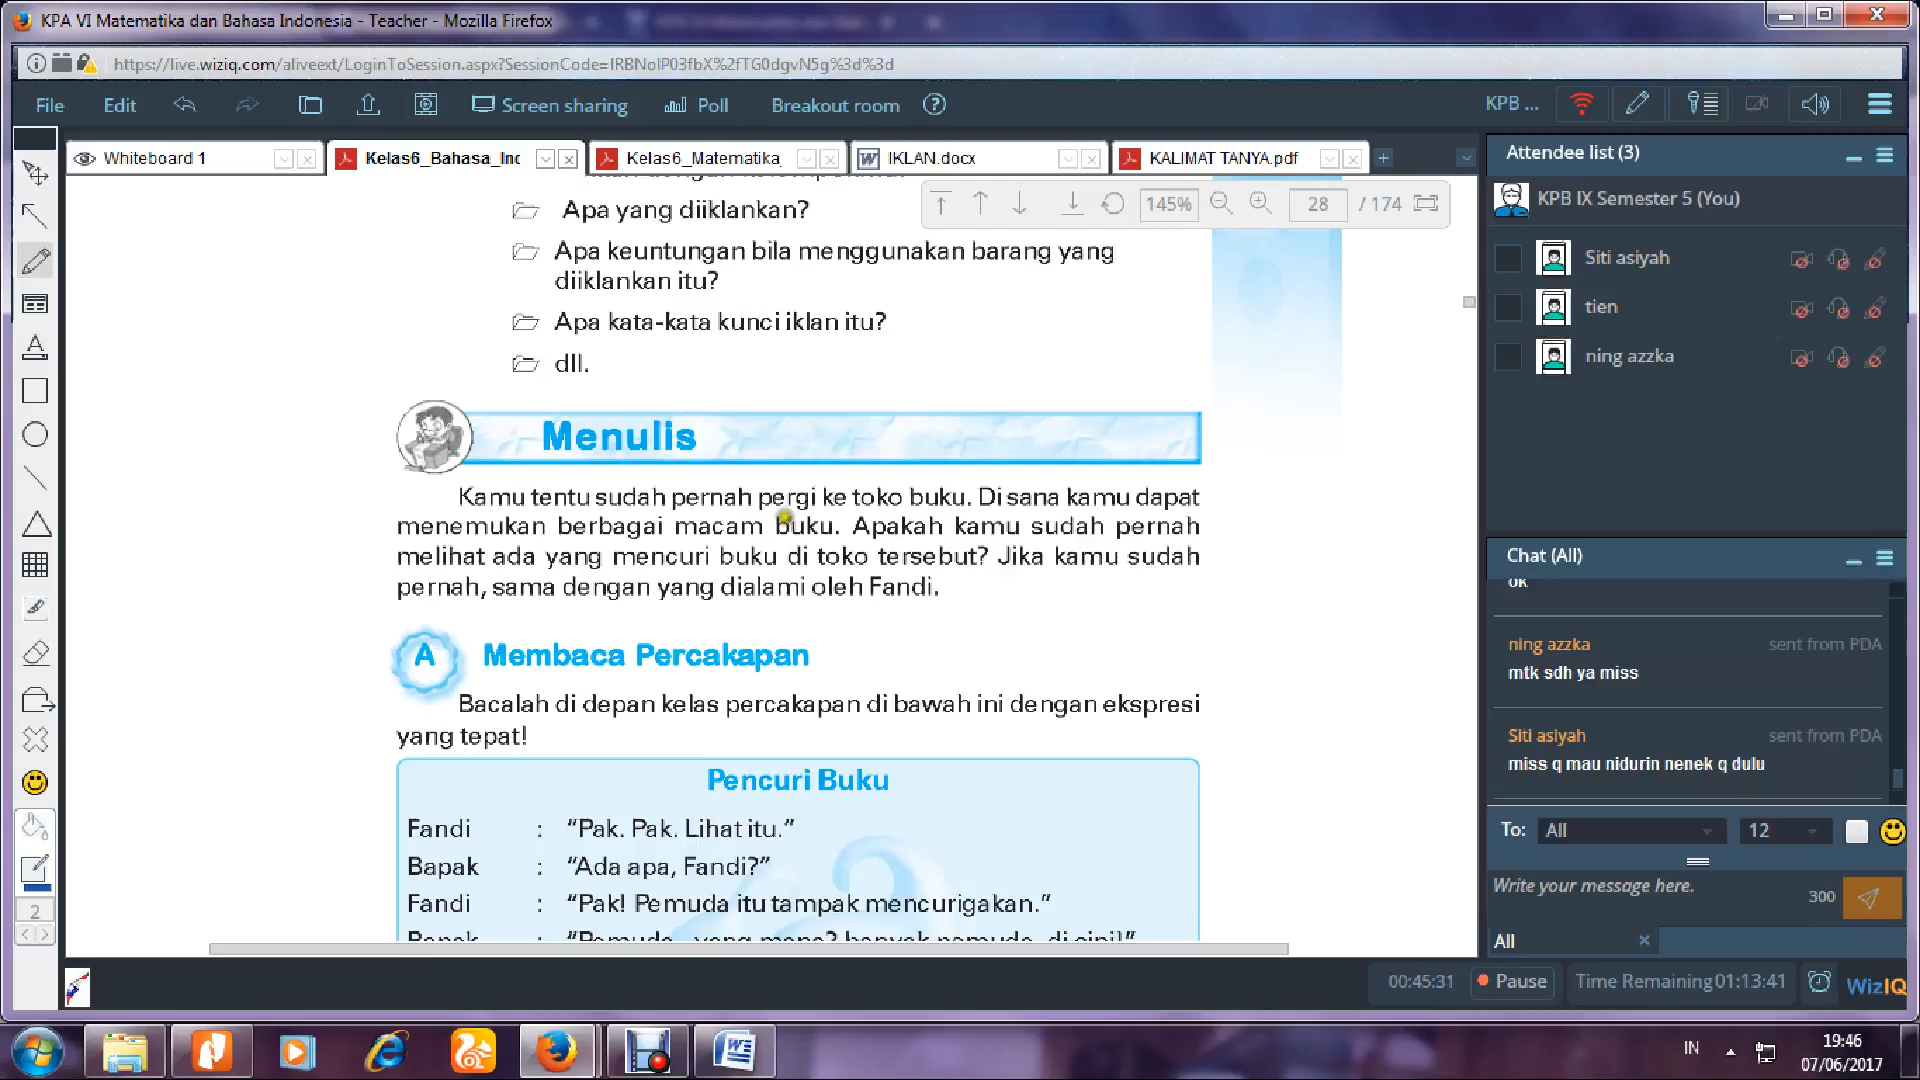 KPA VI Matematika dan Bahasa Indonesia - Teacher - Mozilla Firefox
https://live.wiziq.com/aliveext/LoginToSession.aspx?SessionCode=IRBNoIP03fbX%2fTG0dgvN5g%3d%3d
File Edit Screen sharing Poll Breakout room KPB ...
Whiteboard 1 Kelas6_Bahasa_Inc Kelas6_Matematika_ IKLAN.docx KALIMAT TANYA.pdf
145% 28 / 174
Apa yang diiklankan?
Apa keuntungan bila menggunakan barang yang
diiklankan itu?
Apa kata-kata kunci iklan itu?
dll.
Menulis
Kamu tentu sudah pernah pergi ke toko buku. Di sana kamu dapat
menemukan berbagai macam buku. Apakah kamu sudah pernah
melihat ada yang mencuri buku di toko tersebut? Jika kamu sudah
pernah, sama dengan yang dialami oleh Fandi.
A Membaca Percakapan
Bacalah di depan kelas percakapan di bawah ini dengan ekspresi
yang tepat!
Pencuri Buku
Fandi : “Pak. Pak. Lihat itu.”
Bapak : “Ada apa, Fandi?”
Fandi : “Pak! Pemuda itu tampak mencurigakan.”
2
Attendee list (3)
KPB IX Semester 5 (You)
Siti asiyah
tien
ning azzka
Chat (All)
ok
ning azzka sent from PDA
mtk sdh ya miss
Siti asiyah sent from PDA
miss q mau nidurin nenek q dulu
To: All 12
Write your message here. 300
All
00:45:31 Pause Time Remaining 01:13:41 WizIQ
IN 19:46
07/06/2017